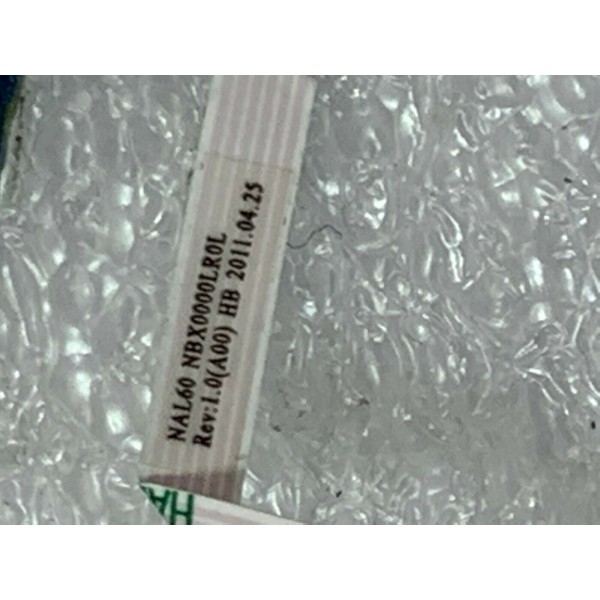 NAL60 NBX0000LR0L
Rev:1.0(A00) HB 2011.04.25